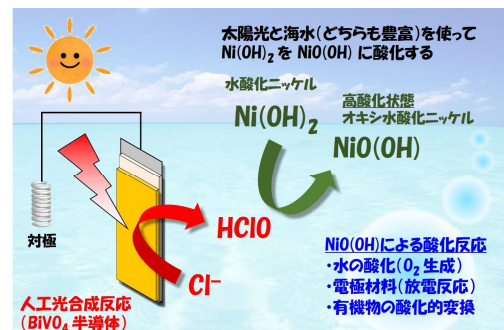 太陽光と海水(どちらも豊富)を使って
Ni(OH)₂を NiO(OH) に酸化する
水酸化ニッケル
Ni(OH)₂
高酸化状態
オキシ水酸化ニッケル
NiO(OH)
対極
HClO
Cl⁻
人工光合成反応
(BiVO₄ 半導体)
NiO(OH)による酸化反応
・水の酸化(O₂ 生成)
・電極材料(放電反応)
・有機物の酸化的変換